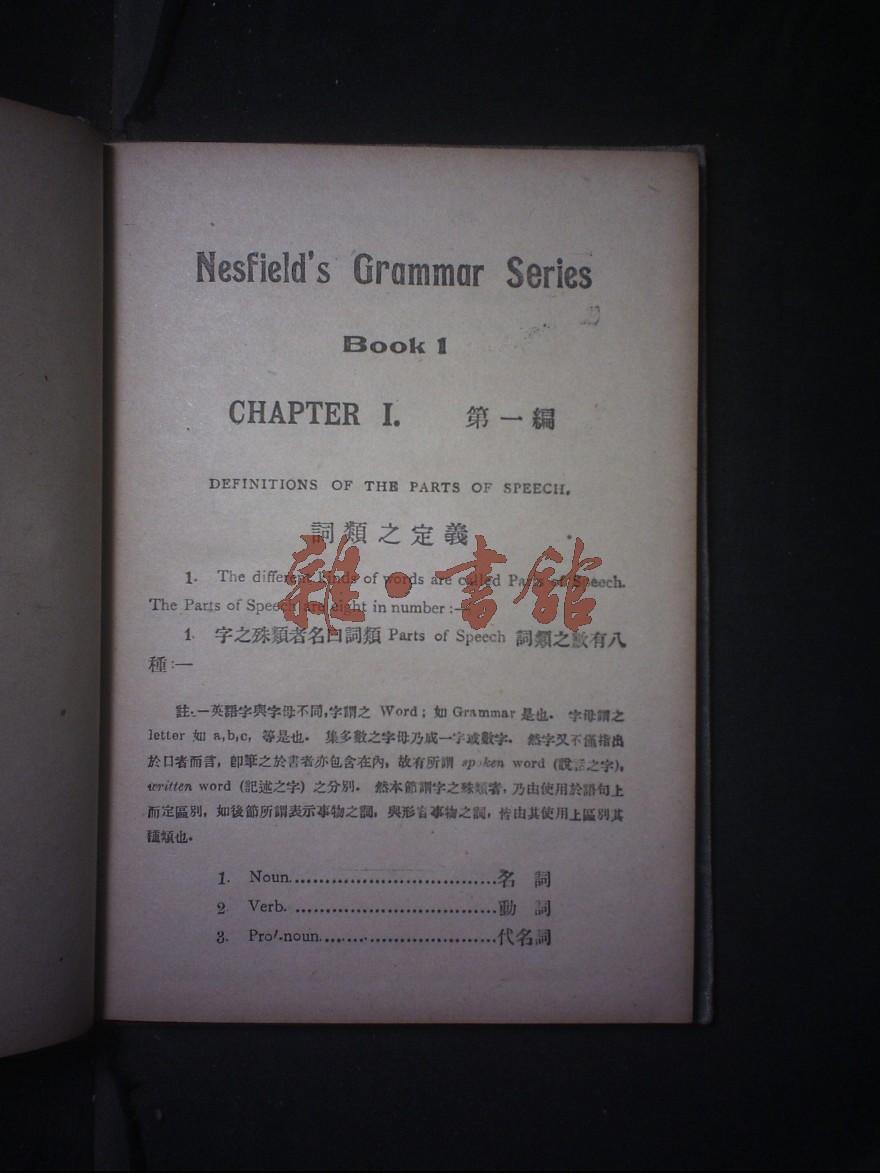 Nesfield's Grammar Series
Book 1
CHAPTER I. 第一編
DEFINITIONS OF THE PARTS OF SPEECH.
詞類之定義
雜·書館
1. The different kinds of words are called Parts of Speech.
The Parts of Speech are eight in number:—
1. 字之殊類者名曰詞類 Parts of Speech 詞類之數有八
種:—
註.—英語字與字母不同,字謂之 Word; 如 Grammar 是也. 字母謂之
letter 如 a,b,c, 等是也. 集多數之字母乃成一字或數字. 然字又不僅指出
於口者而言, 卽筆之於書者亦包含在內, 故有所謂 spoken word (說話之字),
written word (記述之字) 之分別. 然本節謂字之殊類者, 乃由使用於語句上
而定區別, 如後節所謂表示事物之詞, 與形容事物之詞, 皆由其使用上區別其
種類也.
1. Noun..................................名 詞
2. Verb. ..................................動 詞
3. Pro′-noun.............................代名詞